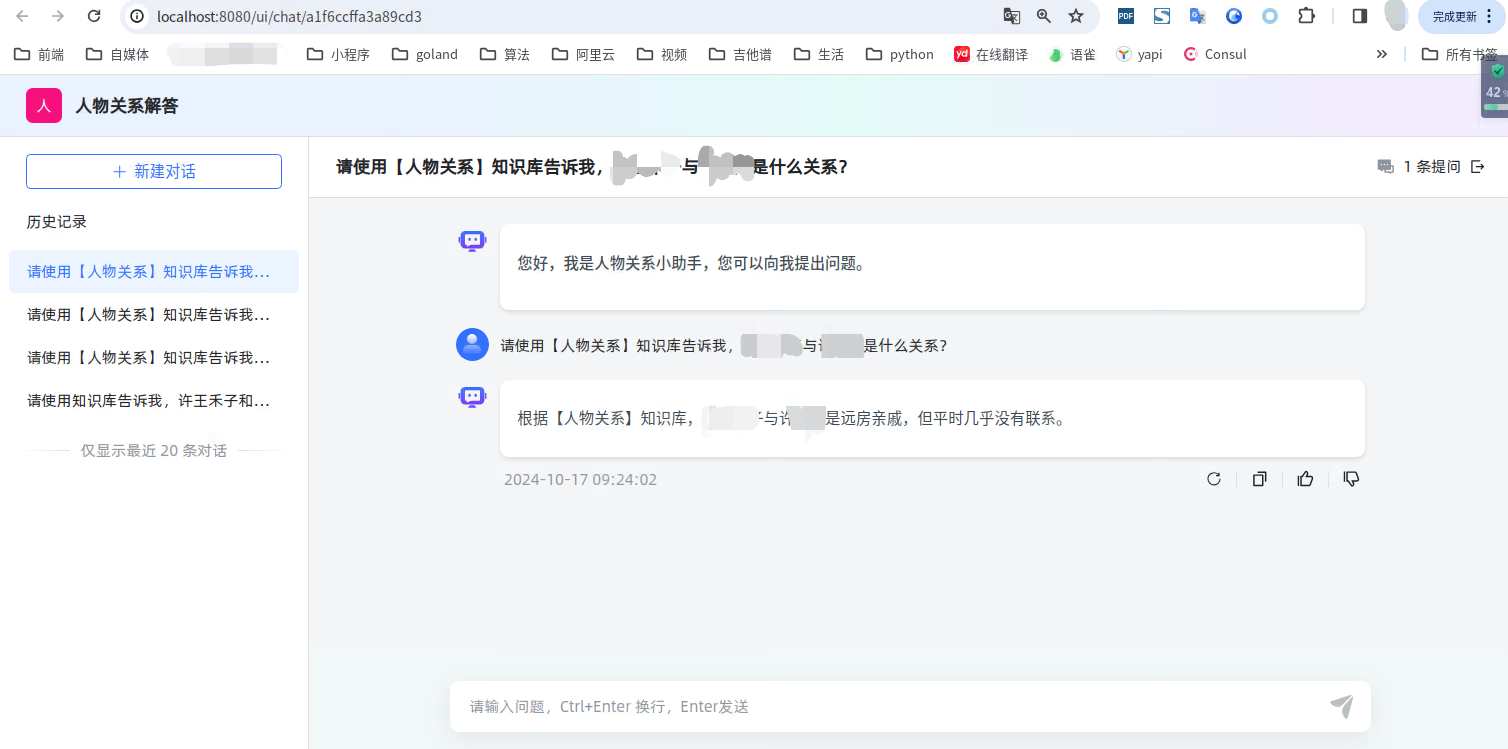 localhost:8080/ui/chat/a1f6ccffa3a89cd3 PDF 完成更新
前端 自媒体 小程序 goland 算法 阿里云 视频 吉他谱 生活 python yd 在线翻译 语雀 yapi Consul » 所有书签
42%
人 人物关系解答
+ 新建对话
历史记录
请使用【人物关系】知识库告诉我...
请使用【人物关系】知识库告诉我...
请使用【人物关系】知识库告诉我...
请使用知识库告诉我，许王禾子和...
仅显示最近 20 条对话
请使用【人物关系】知识库告诉我， 与 是什么关系？
1 条提问
您好，我是人物关系小助手，您可以向我提出问题。
请使用【人物关系】知识库告诉我， 与 是什么关系？
根据【人物关系】知识库， 子与许 是远房亲戚，但平时几乎没有联系。
2024-10-17 09:24:02
请输入问题，Ctrl+Enter 换行，Enter发送